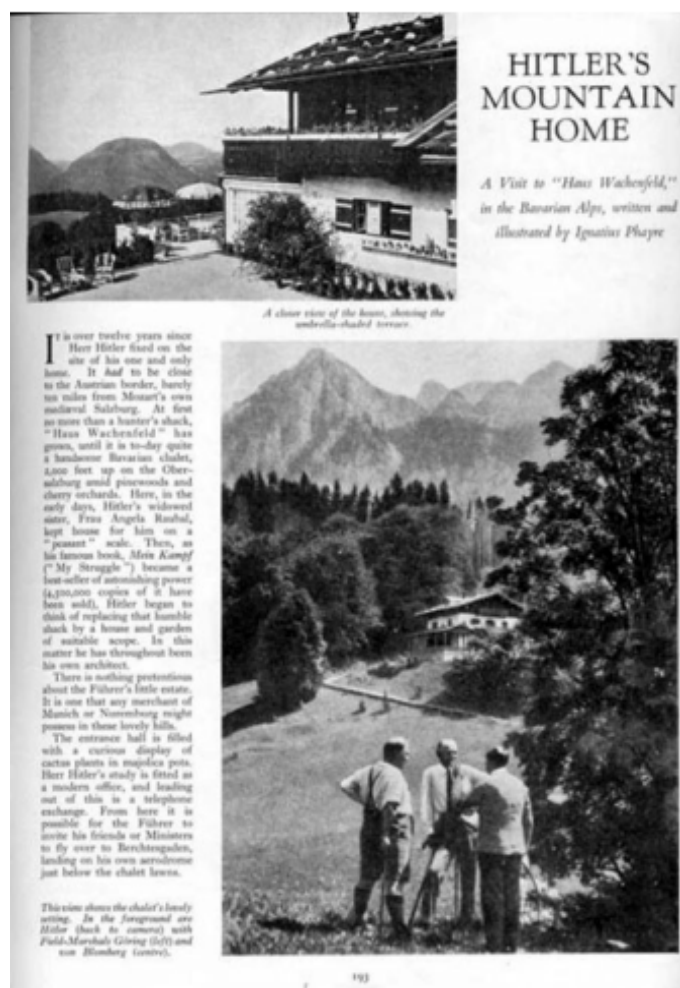 HITLER'S
MOUNTAIN
HOME
A Visit to "Haus Wachenfeld,"
in the Bavarian Alps, written and
illustrated by Ignatius Phayre
A closer view of the house, showing the
umbrella-shaded terrace.
IT is over twelve years since
Herr Hitler fixed on the
site of his one and only
home. It had to be close
to the Austrian border, barely
ten miles from Mozart's own
mediæval Salzburg. At first
no more than a hunter's shack,
"Haus Wachenfeld" has
grown, until it is to-day quite
a handsome Bavarian chalet,
2,000 feet up on the Ober-
salzburg amid pinewoods and
cherry orchards. Here, in the
early days, Hitler's widowed
sister, Frau Angela Raubal,
kept house for him on a
"peasant" scale. Then, as
his famous book, Mein Kampf
("My Struggle") became a
best-seller of astonishing power
(4,500,000 copies of it have
been sold), Hitler began to
think of replacing that humble
shack by a house and garden
of suitable scope. In this
matter he has throughout been
his own architect.
There is nothing pretentious
about the Führer's little estate.
It is one that any merchant of
Munich or Nuremburg might
possess in these lovely hills.
The entrance hall is filled
with a curious display of
cactus plants in majolica pots.
Herr Hitler's study is fitted as
a modern office, and leading
out of this is a telephone
exchange. From here it is
possible for the Führer to
invite his friends or Ministers
to fly over to Berchtesgaden,
landing on his own aerodrome
just below the chalet lawns.
This view shows the chalet's lovely
setting. In the foreground are
Hitler (back to camera) with
Field-Marshals Göring (left) and
von Blomberg (centre).
193